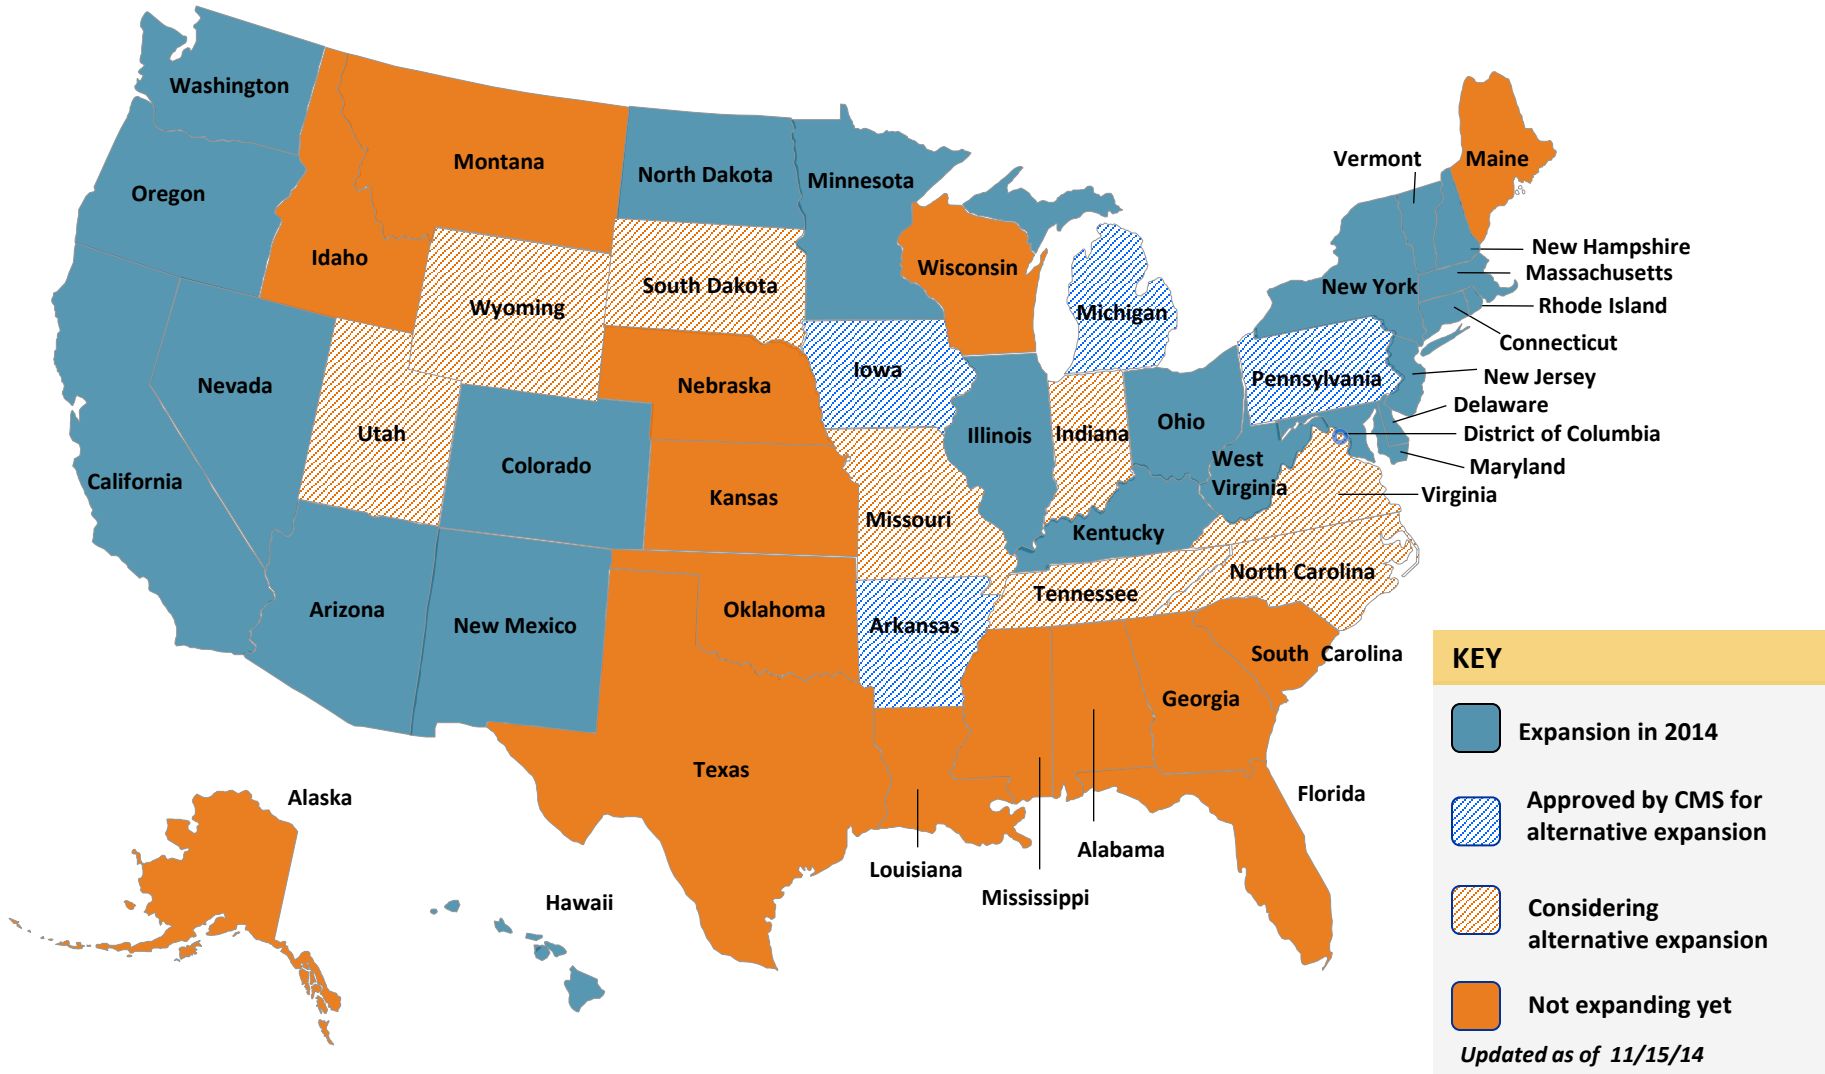 Washington
Montana
North Dakota
Minnesota
Vermont
Maine
Oregon
Idaho
Wisconsin
New Hampshire
Massachusetts
South Dakota
Wyoming
New York
Rhode Island
Michigan
Connecticut
Iowa
Nevada
Nebraska
Pennsylvania
New Jersey
Delaware
Utah
Illinois
Indiana
Ohio
District of Columbia
Colorado
West
Virginia
Maryland
California
Kansas
Virginia
Missouri
Kentucky
Arizona
New Mexico
Oklahoma
Arkansas
Tennessee
North Carolina
South Carolina
Georgia
Texas
Florida
Alaska
Louisiana
Alabama
Mississippi
Hawaii
KEY
Expansion in 2014
Approved by CMS for
alternative expansion
Considering
alternative expansion
Not expanding yet
Updated as of 11/15/14